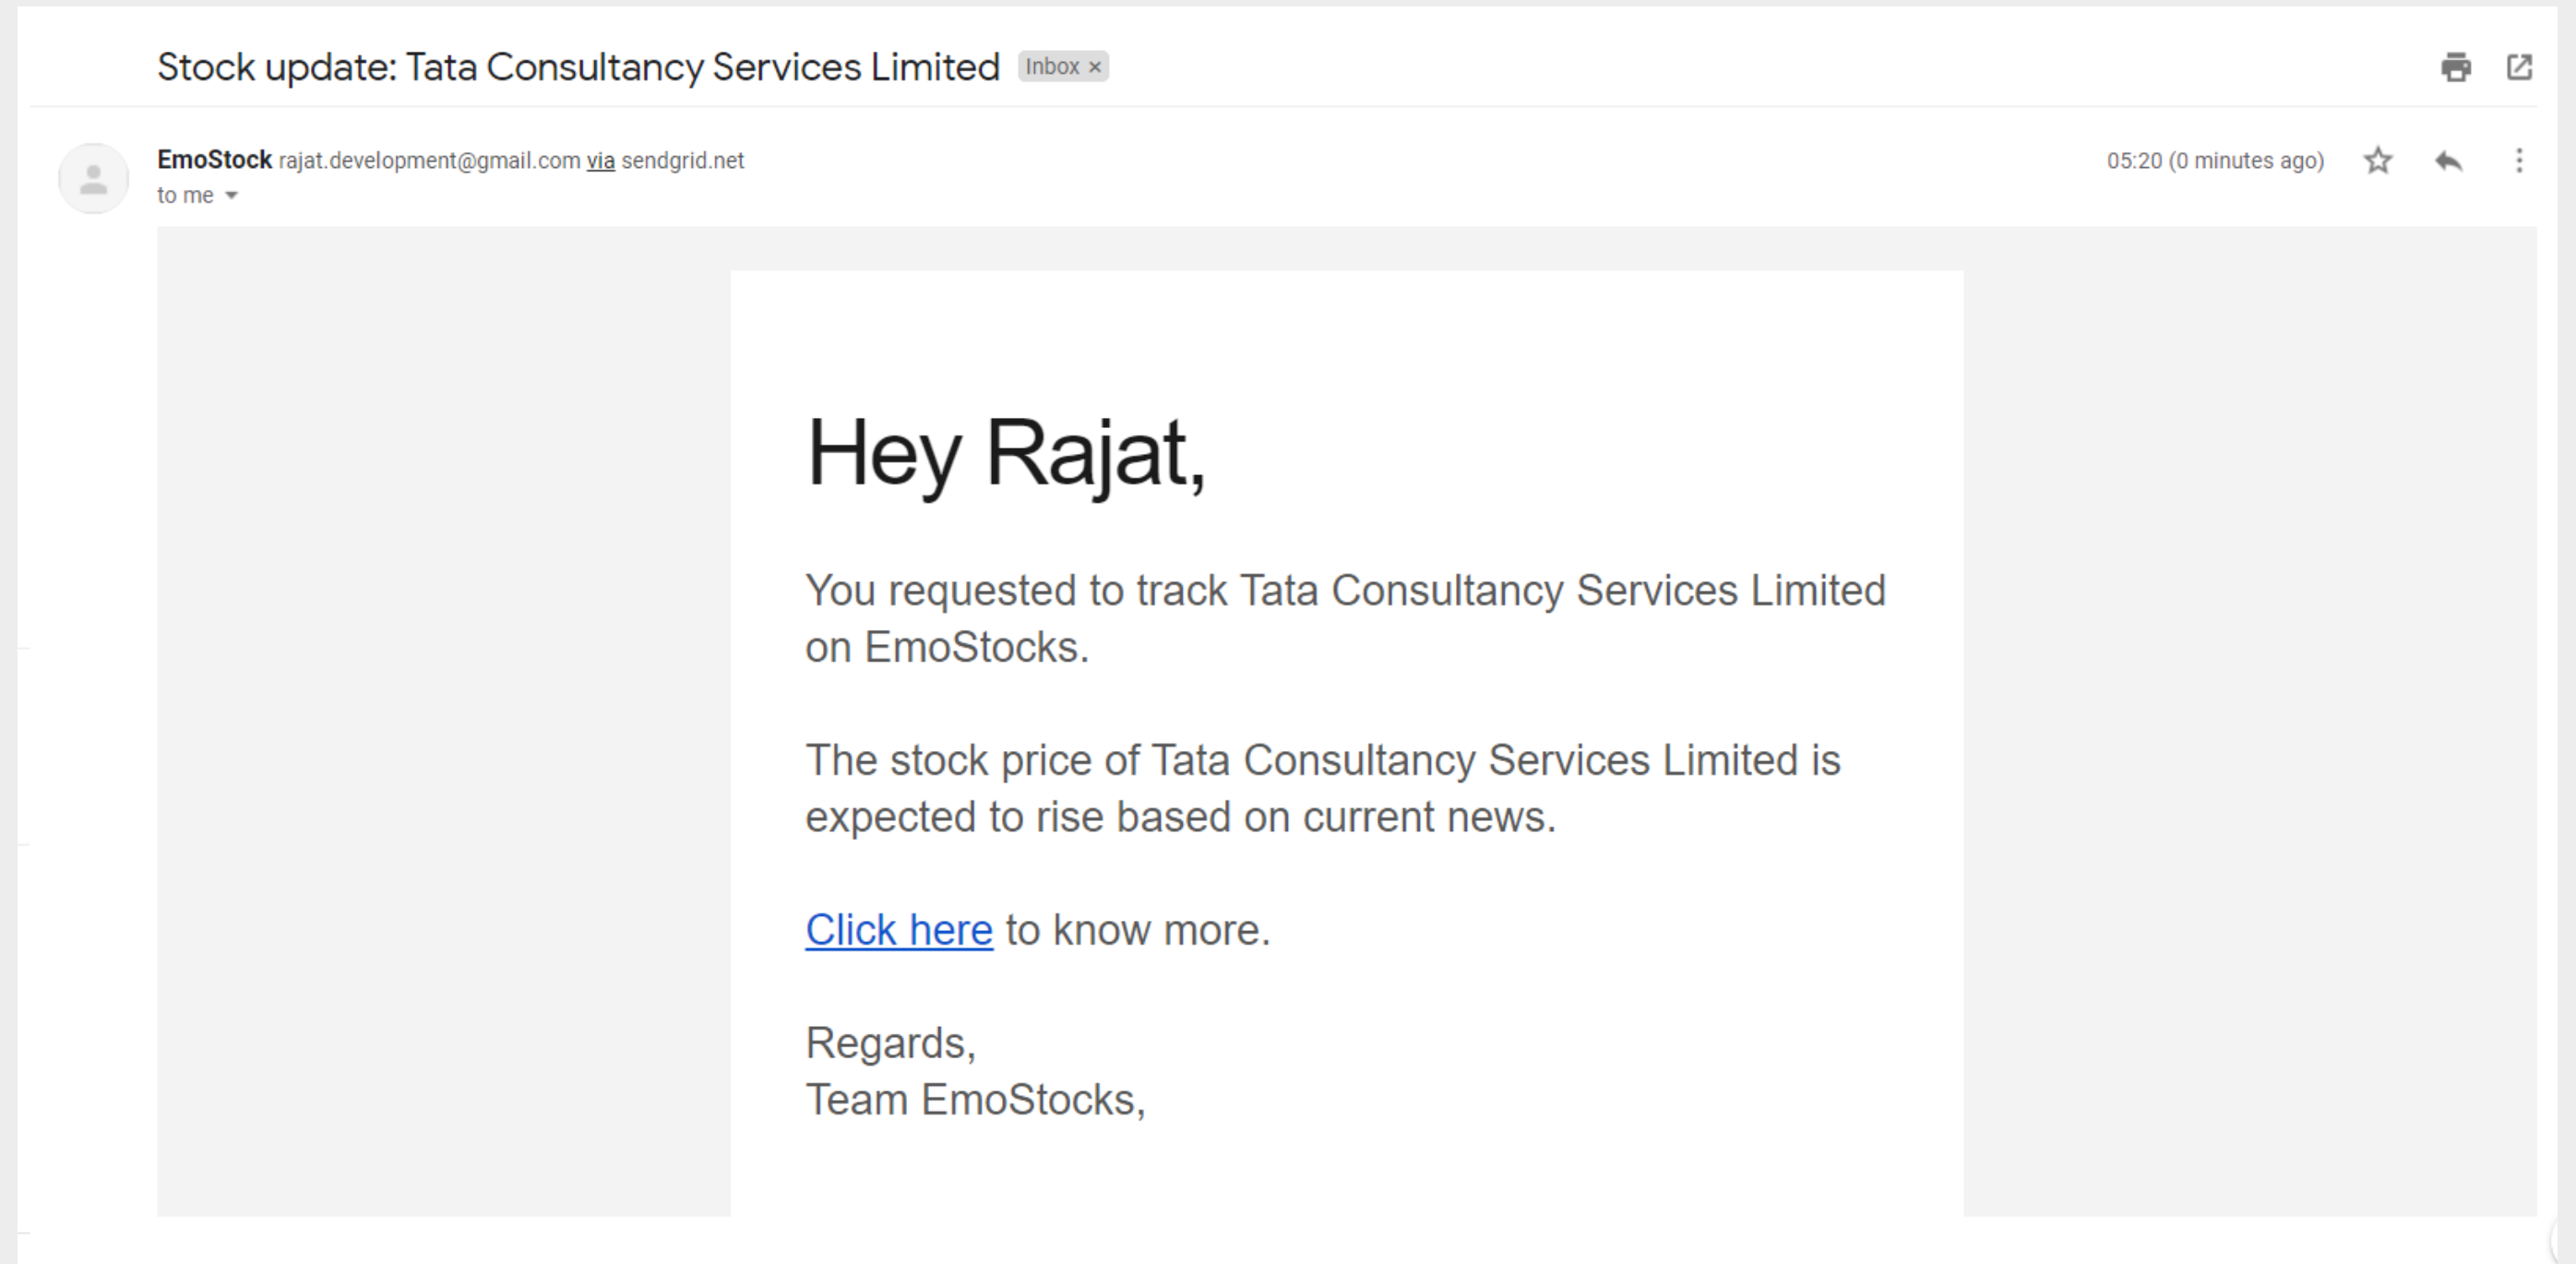 Stock update: Tata Consultancy Services Limited Inbox ×
EmoStock rajat.development@gmail.com via sendgrid.net 05:20 (0 minutes ago)
to me
Hey Rajat,
You requested to track Tata Consultancy Services Limited
on EmoStocks.
The stock price of Tata Consultancy Services Limited is
expected to rise based on current news.
Click here to know more.
Regards,
Team EmoStocks,